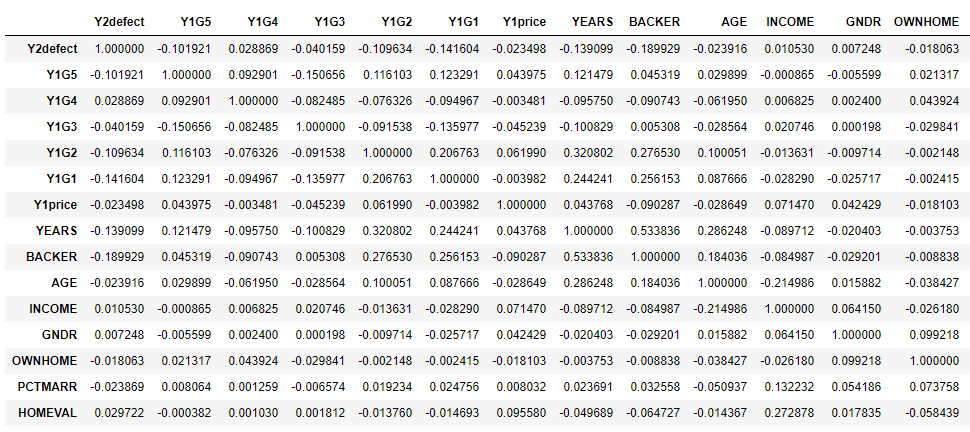 Y2defect Y1G5 Y1G4 Y1G3 Y1G2 Y1G1 Y1price YEARS BACKER AGE INCOME GNDR OWNHOME
Y2defect 1.000000 -0.101921 0.028869 -0.040159 -0.109634 -0.141604 -0.023498 -0.139099 -0.189929 -0.023916 0.010530 0.007248 -0.018063
Y1G5 -0.101921 1.000000 0.092901 -0.150656 0.116103 0.123291 0.043975 0.121479 0.045319 0.029899 -0.000865 -0.005599 0.021317
Y1G4 0.028869 0.092901 1.000000 -0.082485 -0.076326 -0.094967 -0.003481 -0.095750 -0.090743 -0.061950 0.006825 0.002400 0.043924
Y1G3 -0.040159 -0.150656 -0.082485 1.000000 -0.091538 -0.135977 -0.045239 -0.100829 0.005308 -0.028564 0.020746 0.000198 -0.029841
Y1G2 -0.109634 0.116103 -0.076326 -0.091538 1.000000 0.206763 0.061990 0.320802 0.276530 0.100051 -0.013631 -0.009714 -0.002148
Y1G1 -0.141604 0.123291 -0.094967 -0.135977 0.206763 1.000000 -0.003982 0.244241 0.256153 0.087666 -0.028290 -0.025717 -0.002415
Y1price -0.023498 0.043975 -0.003481 -0.045239 0.061990 -0.003982 1.000000 0.043768 -0.090287 -0.028649 0.071470 0.042429 -0.018103
YEARS -0.139099 0.121479 -0.095750 -0.100829 0.320802 0.244241 0.043768 1.000000 0.533836 0.286248 -0.089712 -0.020403 -0.003753
BACKER -0.189929 0.045319 -0.090743 0.005308 0.276530 0.256153 -0.090287 0.533836 1.000000 0.184036 -0.084987 -0.029201 -0.008838
AGE -0.023916 0.029899 -0.061950 -0.028564 0.100051 0.087666 -0.028649 0.286248 0.184036 1.000000 -0.214986 0.015882 -0.038427
INCOME 0.010530 -0.000865 0.006825 0.020746 -0.013631 -0.028290 0.071470 -0.089712 -0.084987 -0.214986 1.000000 0.064150 -0.026180
GNDR 0.007248 -0.005599 0.002400 0.000198 -0.009714 -0.025717 0.042429 -0.020403 -0.029201 0.015882 0.064150 1.000000 0.099218
OWNHOME -0.018063 0.021317 0.043924 -0.029841 -0.002148 -0.002415 -0.018103 -0.003753 -0.008838 -0.038427 -0.026180 0.099218 1.000000
PCTMARR -0.023869 0.008064 0.001259 -0.006574 0.019234 0.024756 0.008032 0.023691 0.032558 -0.050937 0.132232 0.054186 0.073758
HOMEVAL 0.029722 -0.000382 0.001030 0.001812 -0.013760 -0.014693 0.095580 -0.049689 -0.064727 -0.014367 0.272878 0.017835 -0.058439